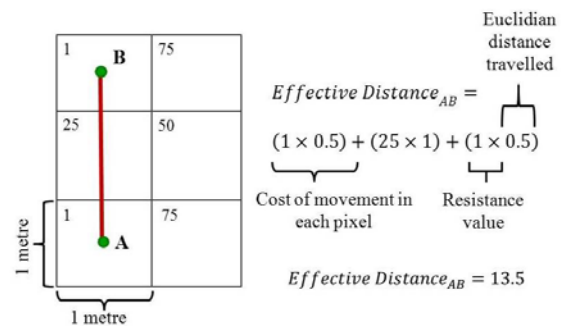 Euclidian
distance
travelled
1 B 75
Effective Distance_AB =
25 50
(1 × 0.5) + (25 × 1) + (1 × 0.5)
Cost of movement in
each pixel
Resistance
value
1 A 75
1 metre
Effective Distance_AB = 13.5
1 metre